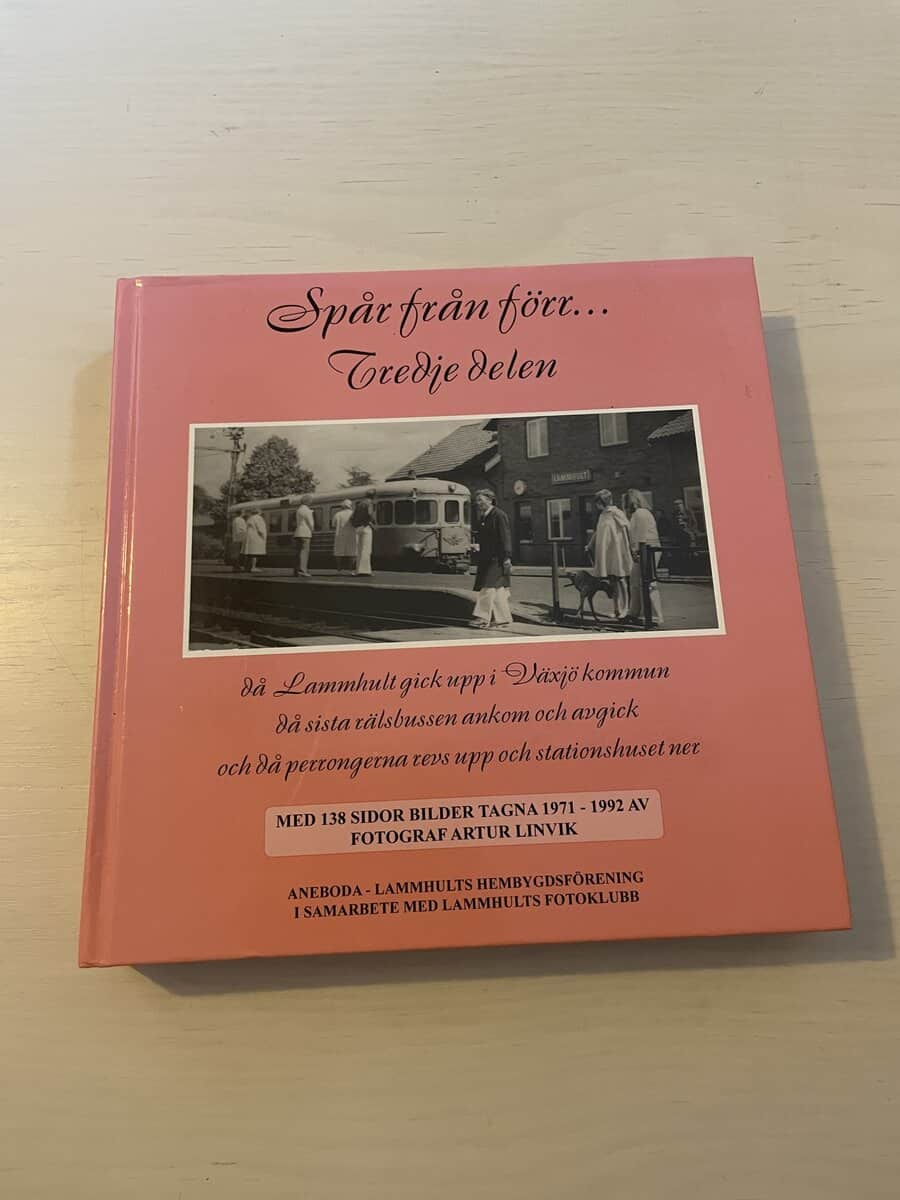 Spår från förr...
Tredje delen
LAMMHULT
då Lammhult gick upp i Växjö kommun
då sista rälsbussen ankom och avgick
och då perrongerna revs upp och stationshuset ner
MED 138 SIDOR BILDER TAGNA 1971 - 1992 AV
FOTOGRAF ARTUR LINVIK
ANEBODA - LAMMHULTS HEMBYGDSFÖRENING
I SAMARBETE MED LAMMHULTS FOTOKLUBB